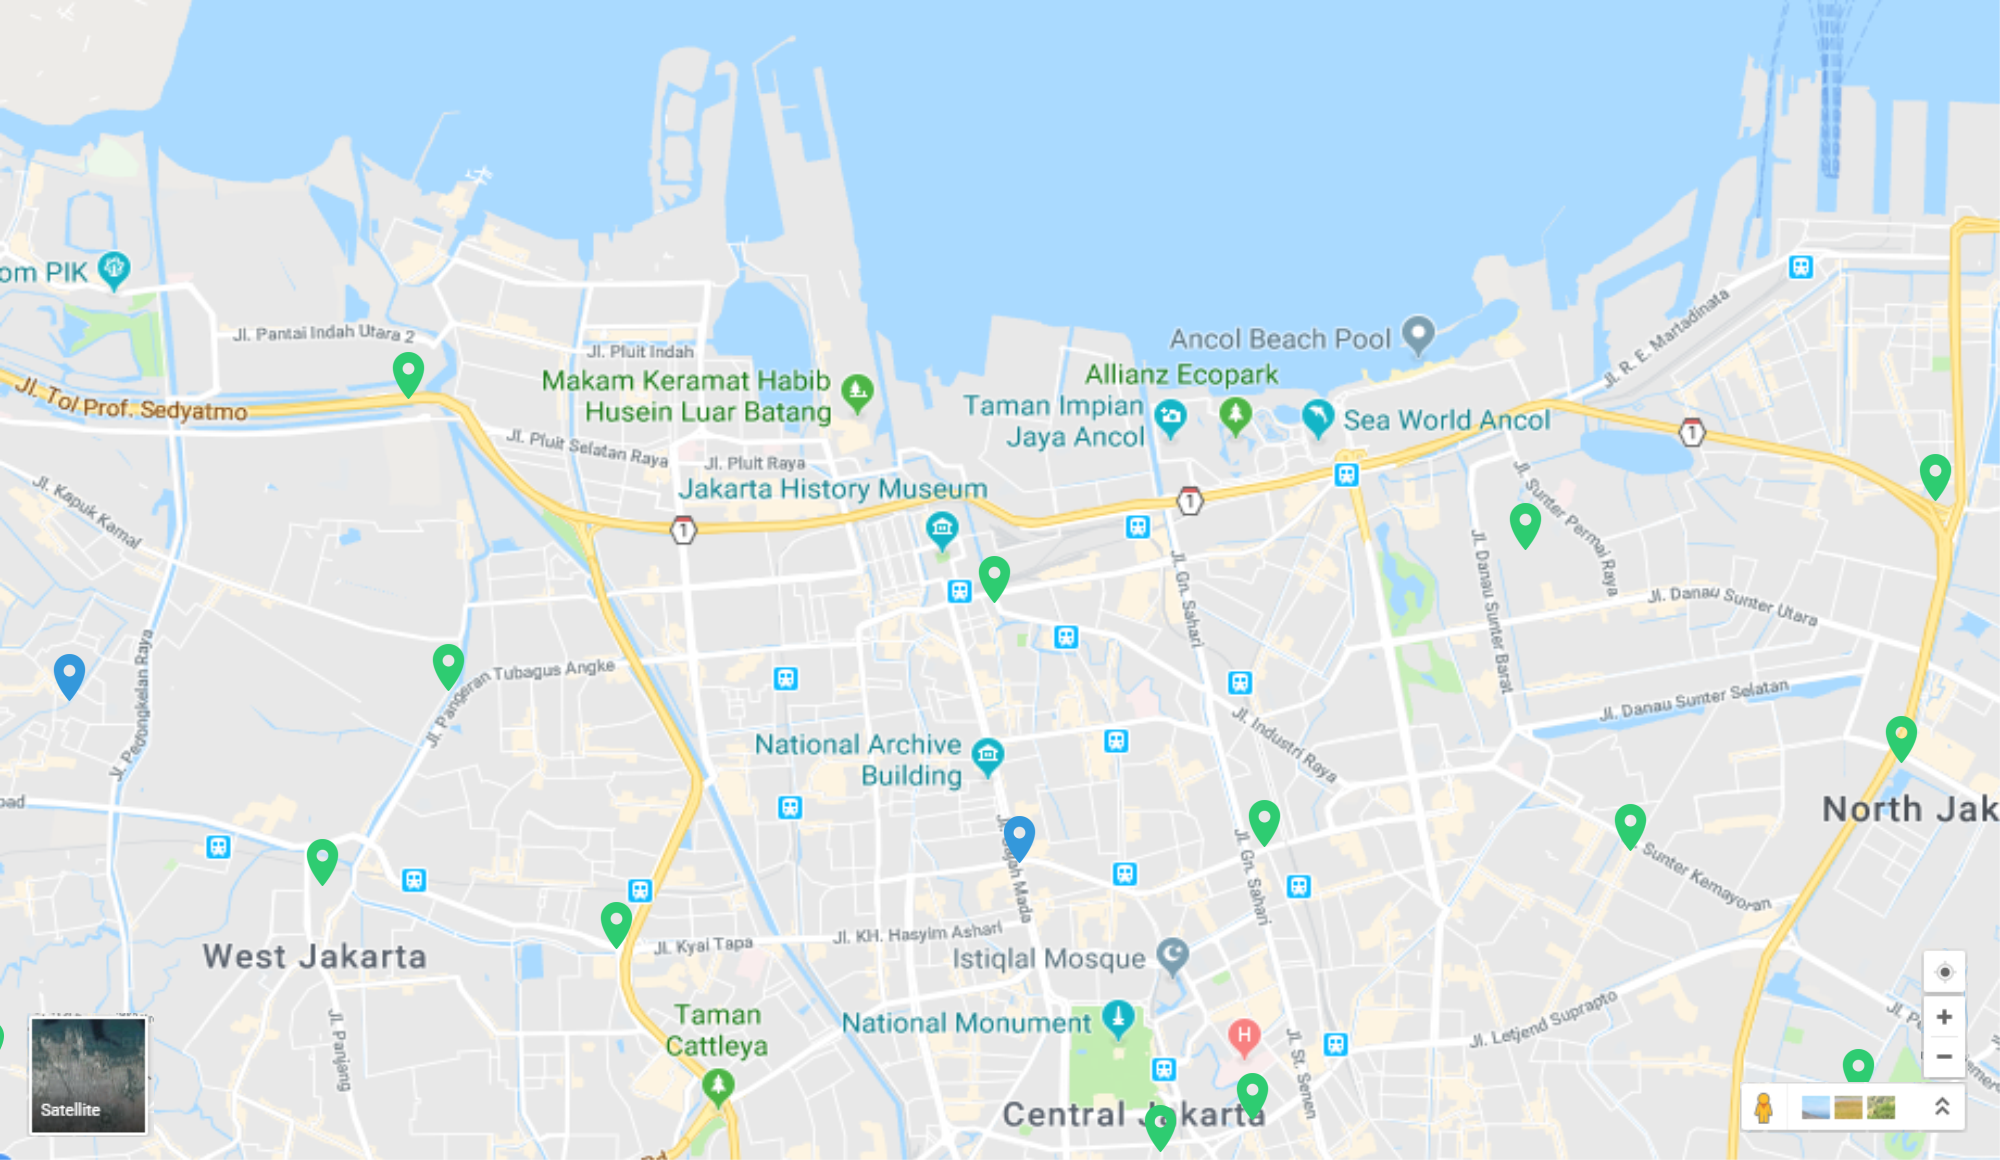 om PIK
Jl. Pantai Indah Utara 2
Jl. Pluit Indah
Ancol Beach Pool
Jl. R. E. Martadinata
Makam Keramat Habib
Husein Luar Batang
Allianz Ecopark
Jl. Tol Prof. Sedyatmo
Taman Impian
Jaya Ancol
Sea World Ancol
1
Jl. Pluit Selatan Raya
Jl. Pluit Raya
Jakarta History Museum
1
1
Jl. Kapuk Kamal
Jl. Sunter Permai Raya
Jl. Gn. Sahari
Jl. Danau Sunter Barat
Jl. Danau Sunter Utara
Jl. Pedongkelan Raya
Jl. Pangeran Tubagus Angke
Jl. Danau Sunter Selatan
Jl. Industri Raya
National Archive
Building
oad
North Jak
Jl. Gajah Mada
Jl. Gn. Sahari
Sunter Kemayoran
West Jakarta
Jl. Kyai Tapa
Jl. KH. Hasyim Ashari
Istiqlal Mosque
Taman
Cattleya
National Monument
H
Jl. Letjend Suprapto
Jl. Panjang
Jl. St. Senen
Satellite
Central Jakarta
+
−